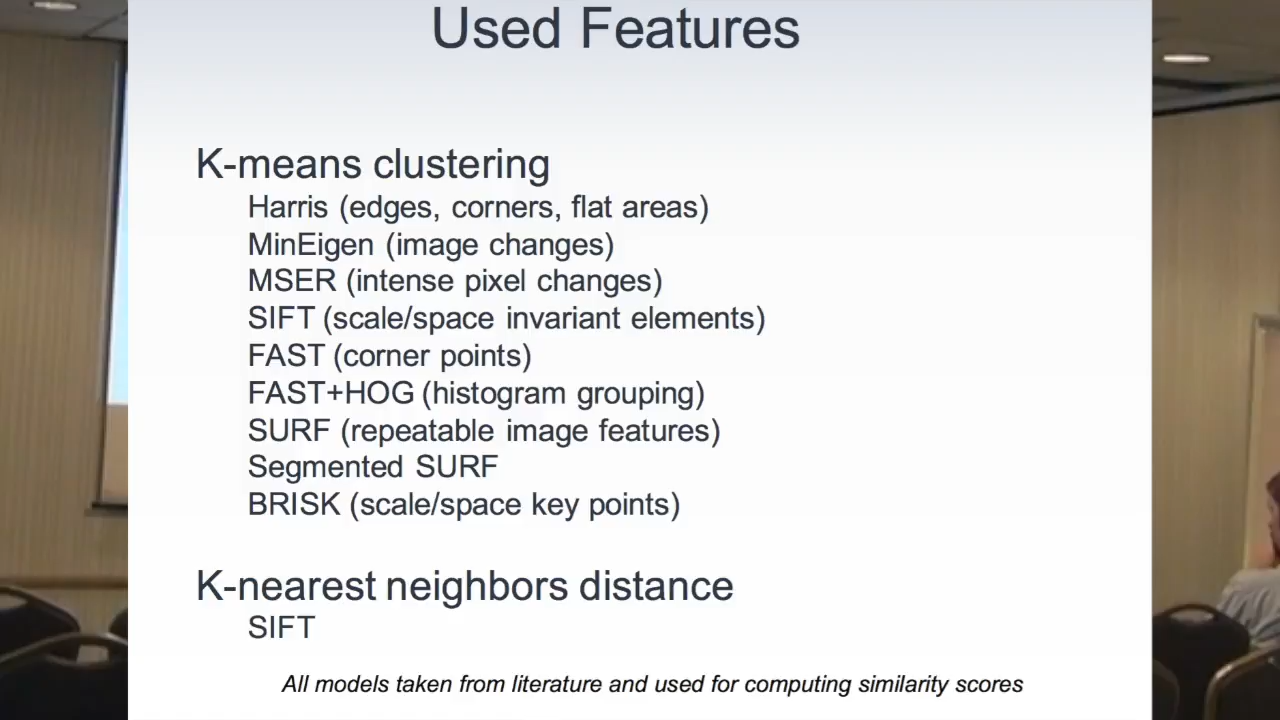 Used Features
K-means clustering
Harris (edges, corners, flat areas)
MinEigen (image changes)
MSER (intense pixel changes)
SIFT (scale/space invariant elements)
FAST (corner points)
FAST+HOG (histogram grouping)
SURF (repeatable image features)
Segmented SURF
BRISK (scale/space key points)
K-nearest neighbors distance
SIFT
All models taken from literature and used for computing similarity scores